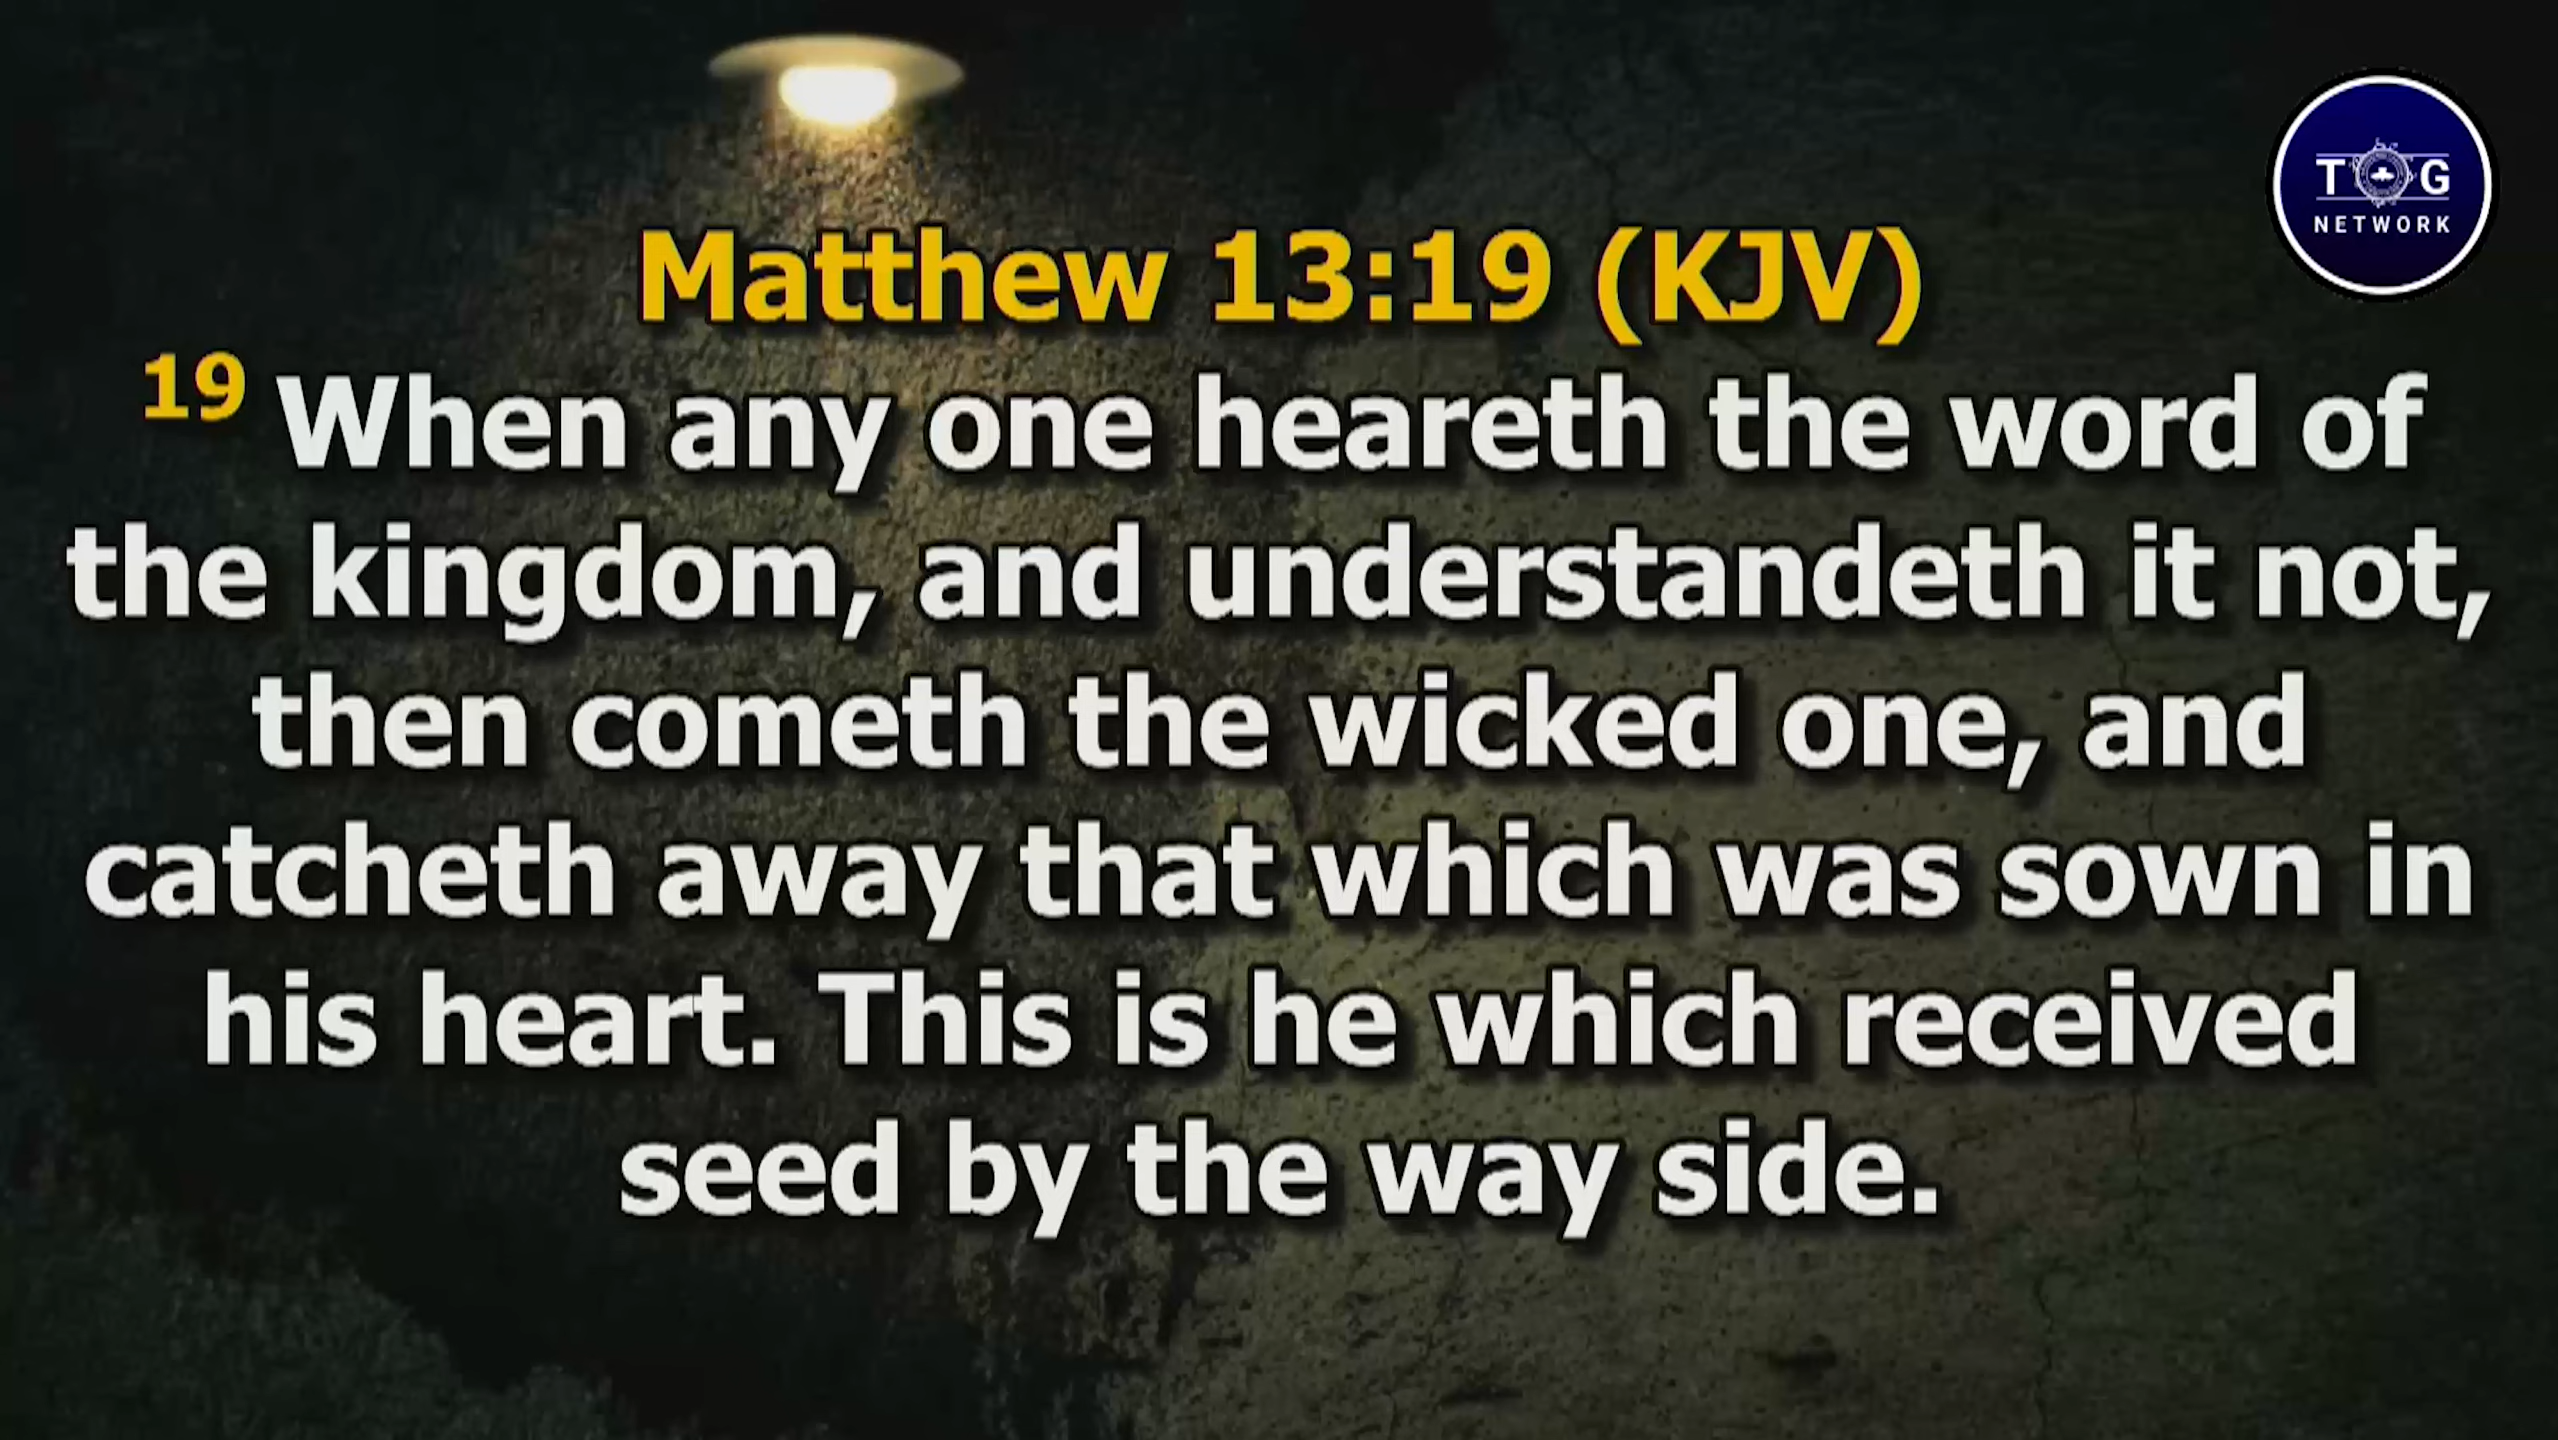 T G
NETWORK
Matthew 13:19 (KJV)
19 When any one heareth the word of
the kingdom, and understandeth it not,
then cometh the wicked one, and
catcheth away that which was sown in
his heart. This is he which received
seed by the way side.